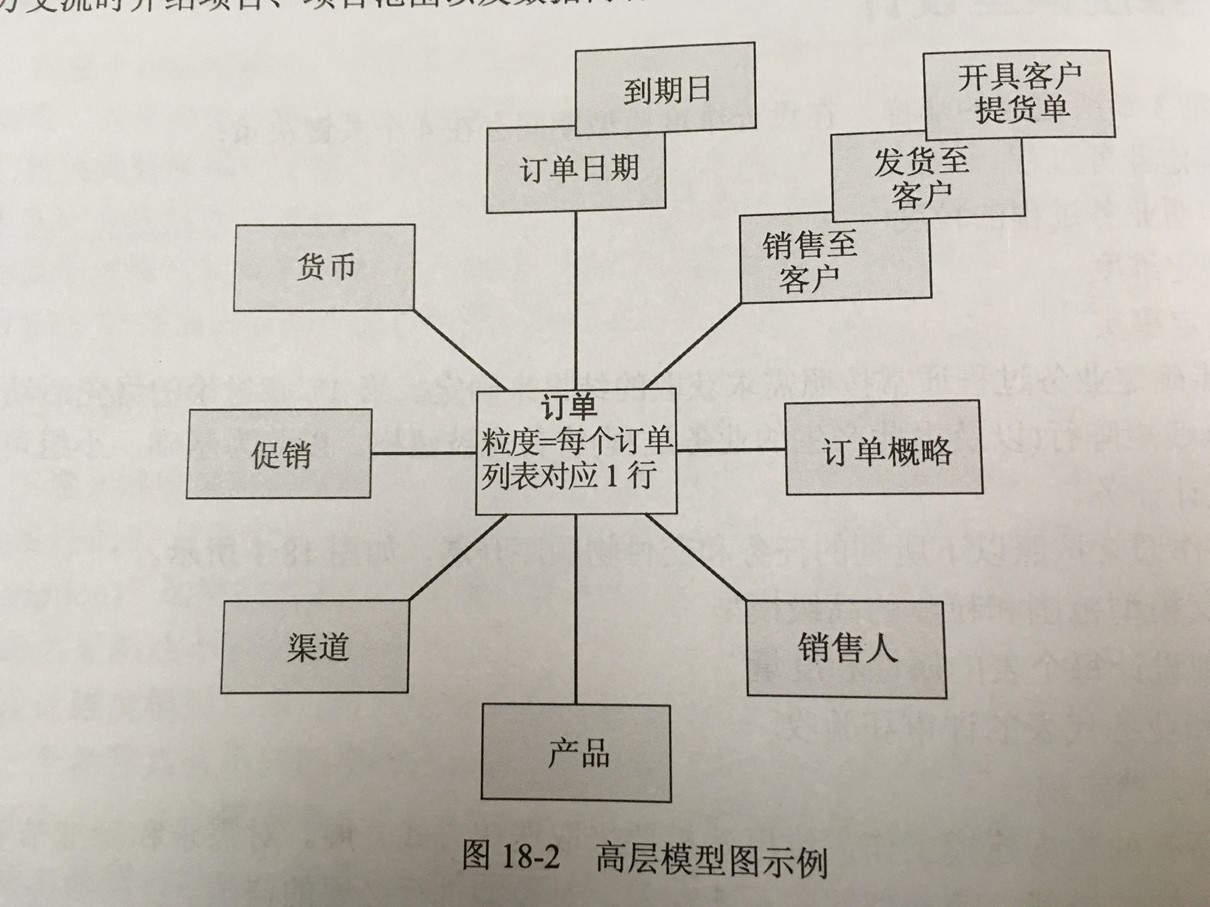 到期日
订单日期
开具客户
提货单
发货至
客户
销售至
客户
货币
订单
粒度=每个订单
列表对应1行
促销
订单概略
渠道
销售人
产品
图 18-2 高层模型图示例